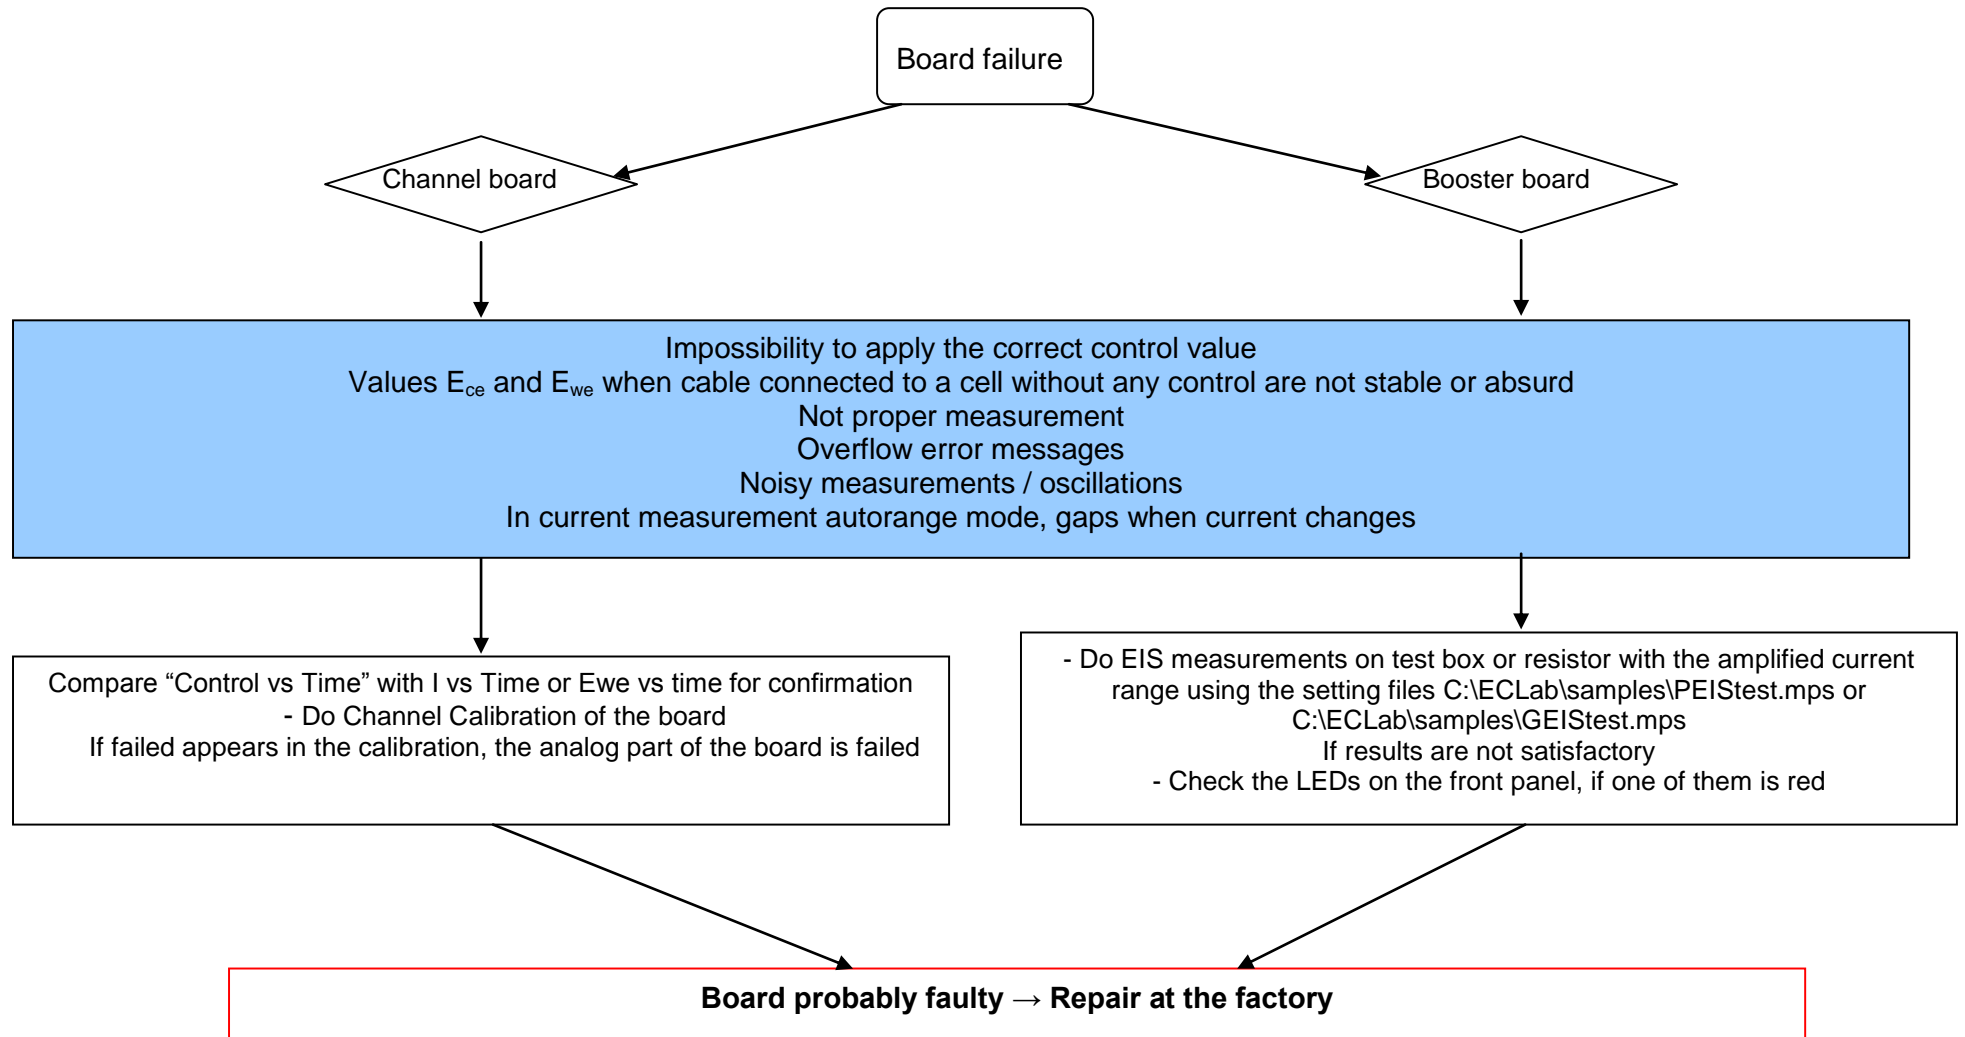 Board failure
Channel board
Booster board
Impossibility to apply the correct control value
Values Ece and Ewe when cable connected to a cell without any control are not stable or absurd
Not proper measurement
Overflow error messages
Noisy measurements / oscillations
In current measurement autorange mode, gaps when current changes
Compare “Control vs Time” with I vs Time or Ewe vs time for confirmation
- Do Channel Calibration of the board
If failed appears in the calibration, the analog part of the board is failed
- Do EIS measurements on test box or resistor with the amplified current
range using the setting files C:\ECLab\samples\PEIStest.mps or
C:\ECLab\samples\GEIStest.mps
If results are not satisfactory
- Check the LEDs on the front panel, if one of them is red
Board probably faulty → Repair at the factory